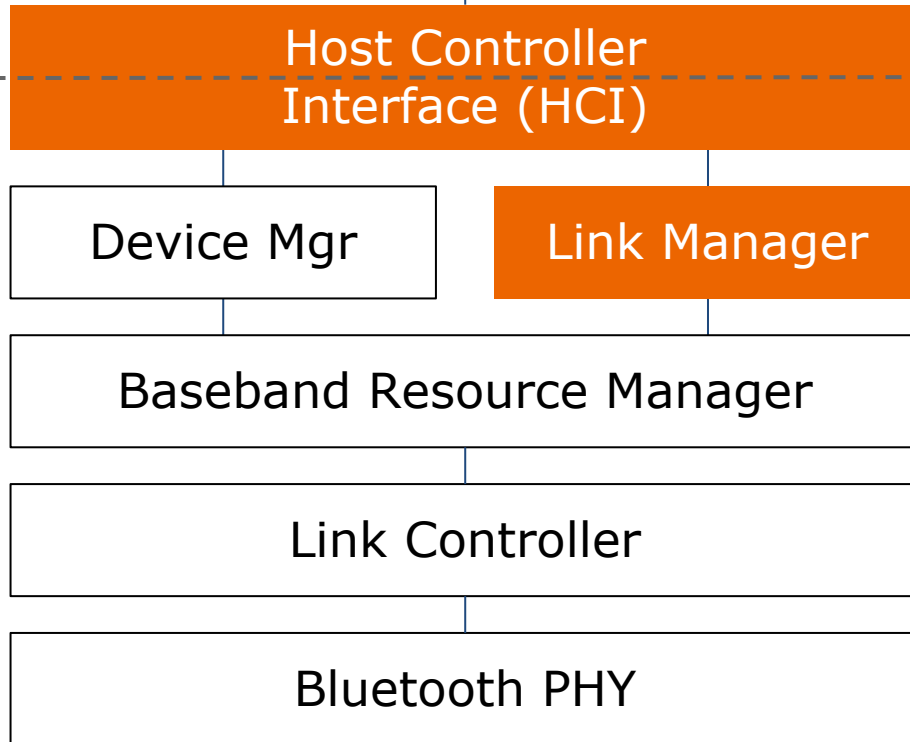 Host Controller
Interface (HCI)
Device Mgr
Link Manager
Baseband Resource Manager
Link Controller
Bluetooth PHY